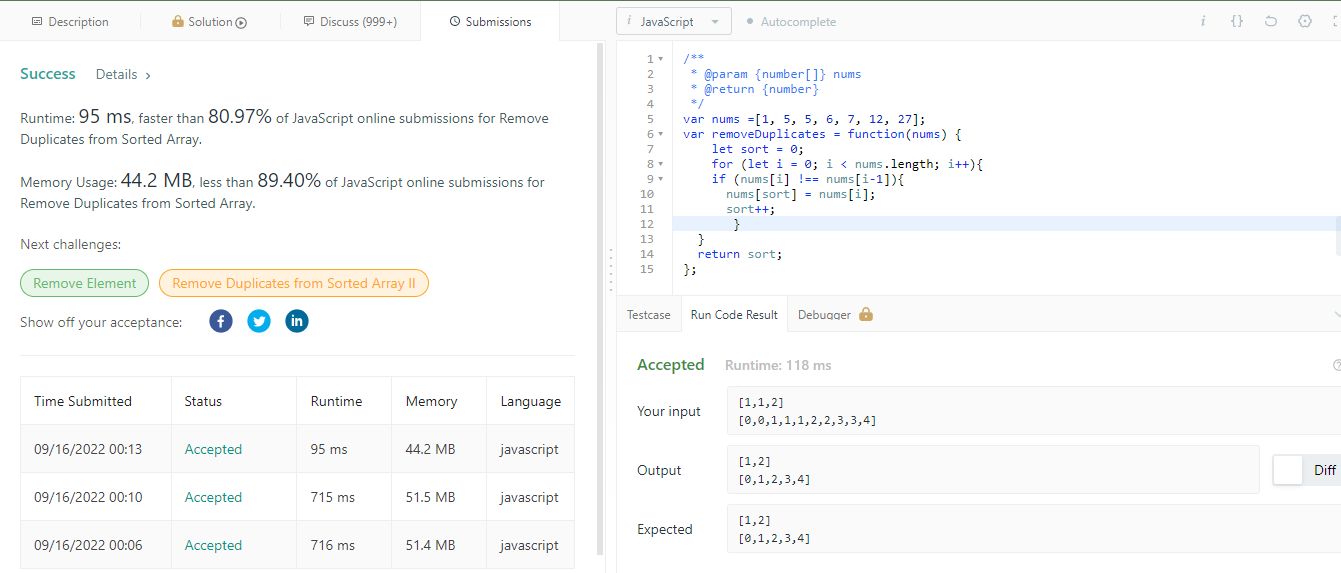 Description
Solution
Discuss (999+)
Submissions
Success
Details >
Runtime: 95 ms, faster than 80.97% of JavaScript online submissions for Remove
Duplicates from Sorted Array.
Memory Usage: 44.2 MB, less than 89.40% of JavaScript online submissions for
Remove Duplicates from Sorted Array.
Next challenges:
Remove Element
Remove Duplicates from Sorted Array II
Show off your acceptance:
Time Submitted Status Runtime Memory Language
09/16/2022 00:13 Accepted 95 ms 44.2 MB javascript
09/16/2022 00:10 Accepted 715 ms 51.5 MB javascript
09/16/2022 00:06 Accepted 716 ms 51.4 MB javascript
i JavaScript
Autocomplete
i {}
1 /**
2  * @param {number[]} nums
3  * @return {number}
4  */
5 var nums =[1, 5, 5, 6, 7, 12, 27];
6 var removeDuplicates = function(nums) {
7     let sort = 0;
8     for (let i = 0; i < nums.length; i++){
9     if (nums[i] !== nums[i-1]){
10       nums[sort] = nums[i];
11       sort++;
12        }
13   }
14   return sort;
15 };
Testcase
Run Code Result
Debugger
Accepted
Runtime: 118 ms
Your input
[1,1,2]
[0,0,1,1,1,2,2,3,3,4]
Output
[1,2]
[0,1,2,3,4]
Diff
Expected
[1,2]
[0,1,2,3,4]